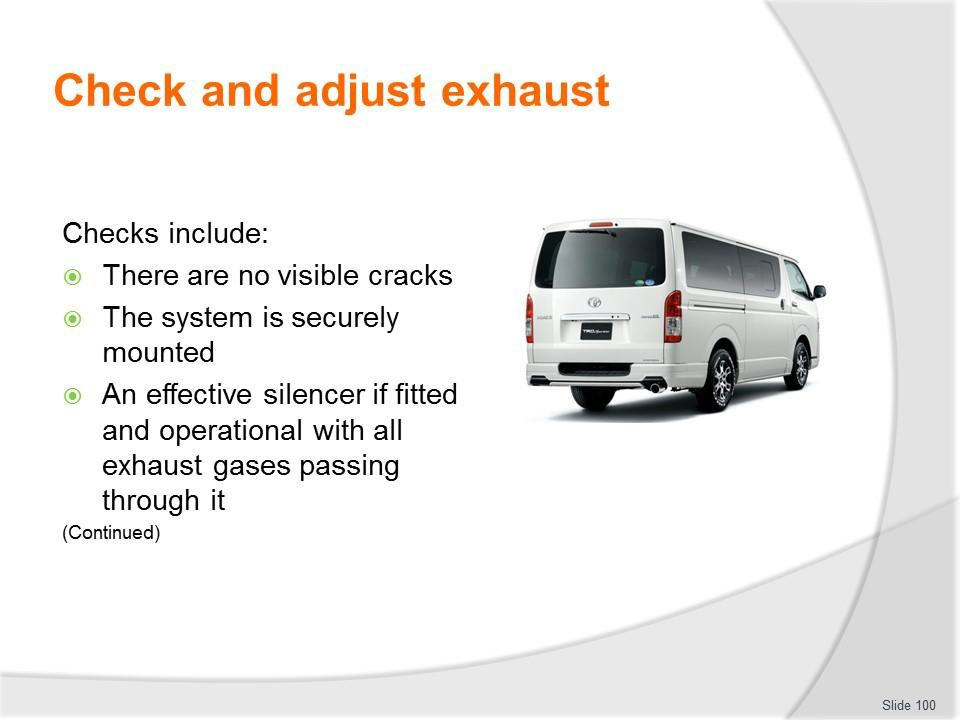 Check and adjust exhaust
Checks include:
There are no visible cracks
The system is securely
mounted
An effective silencer if fitted
and operational with all
exhaust gases passing
through it
(Continued)
Slide 100